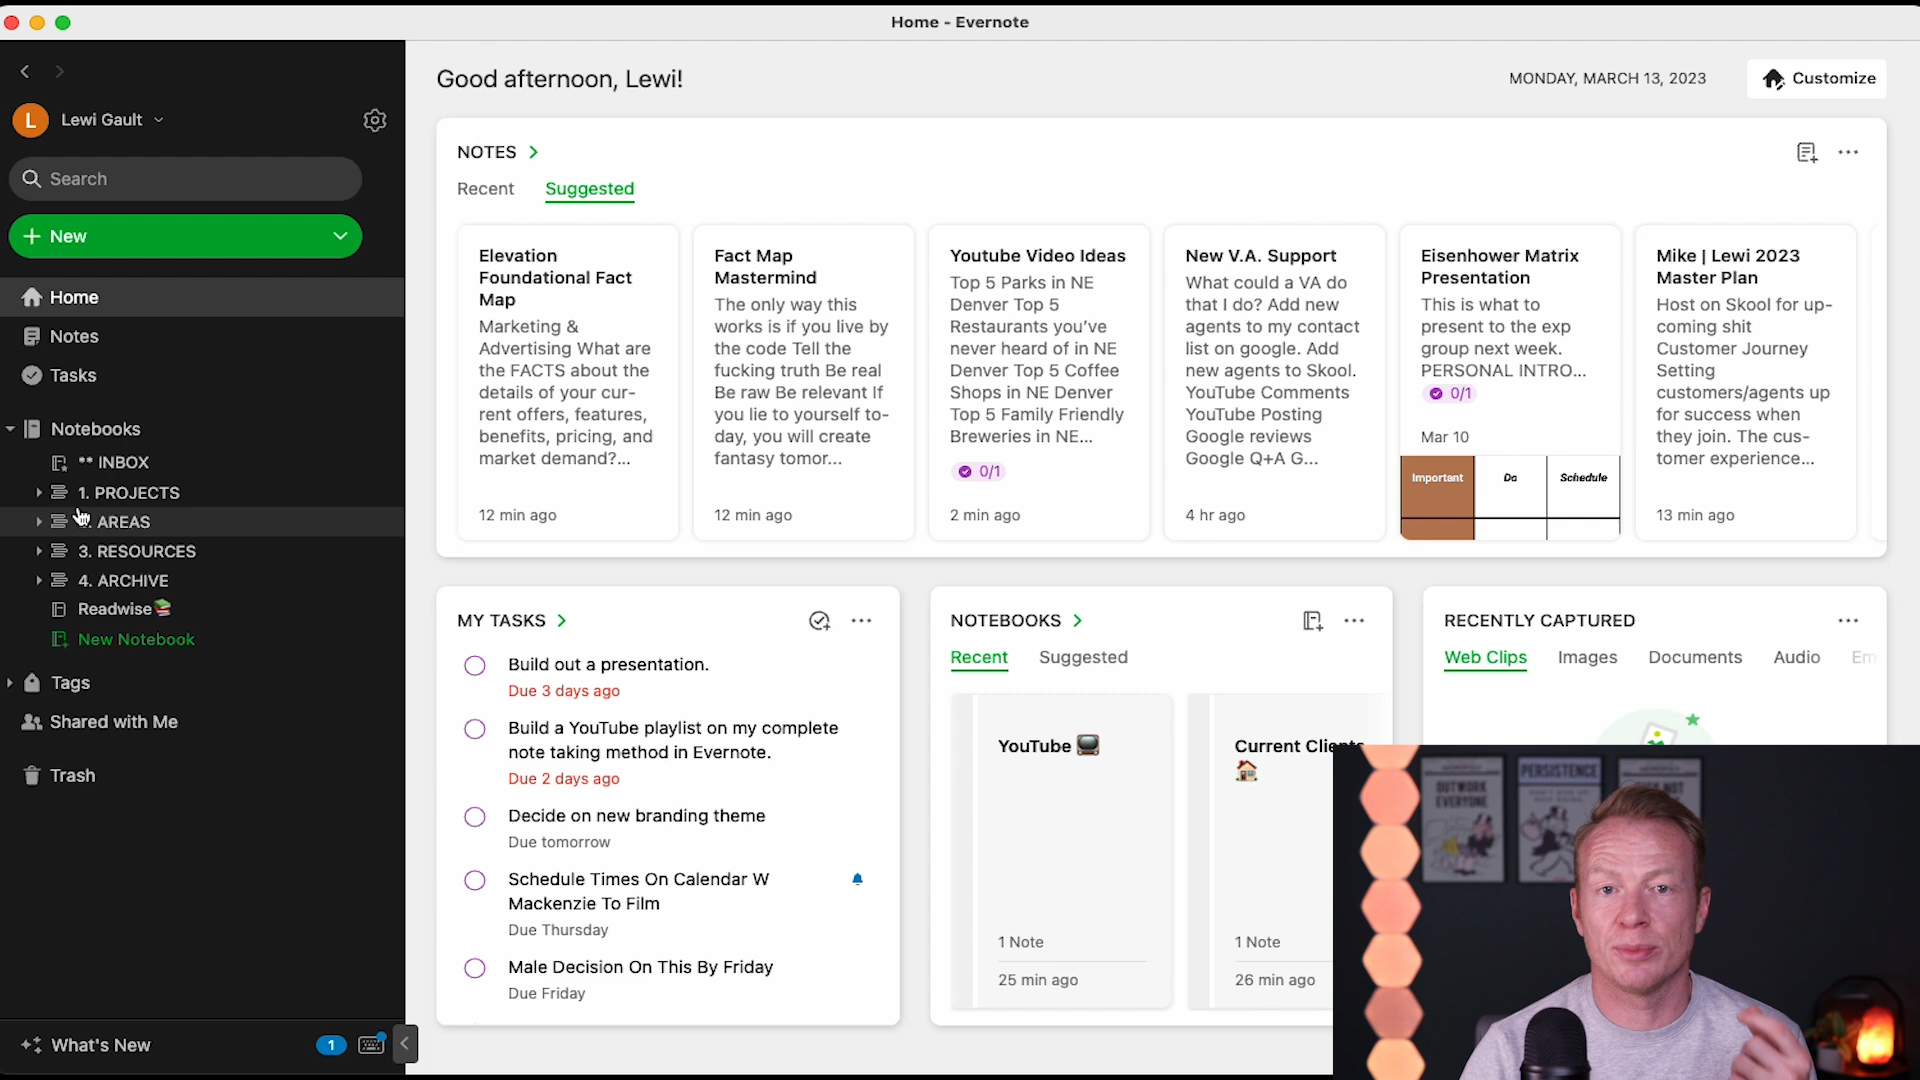 Home - Evernote
Lewi Gault
Search
New
Home
Notes
Tasks
Notebooks
** INBOX
1. PROJECTS
AREAS
3. RESOURCES
4. ARCHIVE
Readwise
New Notebook
Tags
Shared with Me
Trash
What's New
1
Good afternoon, Lewi!
MONDAY, MARCH 13, 2023
Customize
NOTES
Recent
Suggested
Elevation
Foundational Fact
Map
Marketing &
Advertising What are
the FACTS about the
details of your cur-
rent offers, features,
benefits, pricing, and
market demand?...
12 min ago
Fact Map
Mastermind
The only way this
works is if you live by
the code Tell the
fucking truth Be real
Be raw Be relevant If
you lie to yourself to-
day, you will create
fantasy tomor...
12 min ago
Youtube Video Ideas
Top 5 Parks in NE
Denver Top 5
Restaurants you've
never heard of in NE
Denver Top 5 Coffee
Shops in NE Denver
Top 5 Family Friendly
Breweries in NE...
0/1
2 min ago
New V.A. Support
What could a VA do
that I do? Add new
agents to my contact
list on google. Add
new agents to Skool.
YouTube Comments
YouTube Posting
Google reviews
Google Q+A G...
4 hr ago
Eisenhower Matrix
Presentation
This is what to
present to the exp
group next week.
PERSONAL INTRO...
0/1
Mar 10
Important
Do
Schedule
Mike | Lewi 2023
Master Plan
Host on Skool for up-
coming shit
Customer Journey
Setting
customers/agents up
for success when
they join. The cus-
tomer experience...
13 min ago
MY TASKS
Build out a presentation.
Due 3 days ago
Build a YouTube playlist on my complete
note taking method in Evernote.
Due 2 days ago
Decide on new branding theme
Due tomorrow
Schedule Times On Calendar W
Mackenzie To Film
Due Thursday
Male Decision On This By Friday
Due Friday
NOTEBOOKS
Recent
Suggested
YouTube
1 Note
25 min ago
Current Clients
1 Note
26 min ago
RECENTLY CAPTURED
Web Clips
Images
Documents
Audio
Em
OUTWORK
EVERYONE
PERSISTENCE